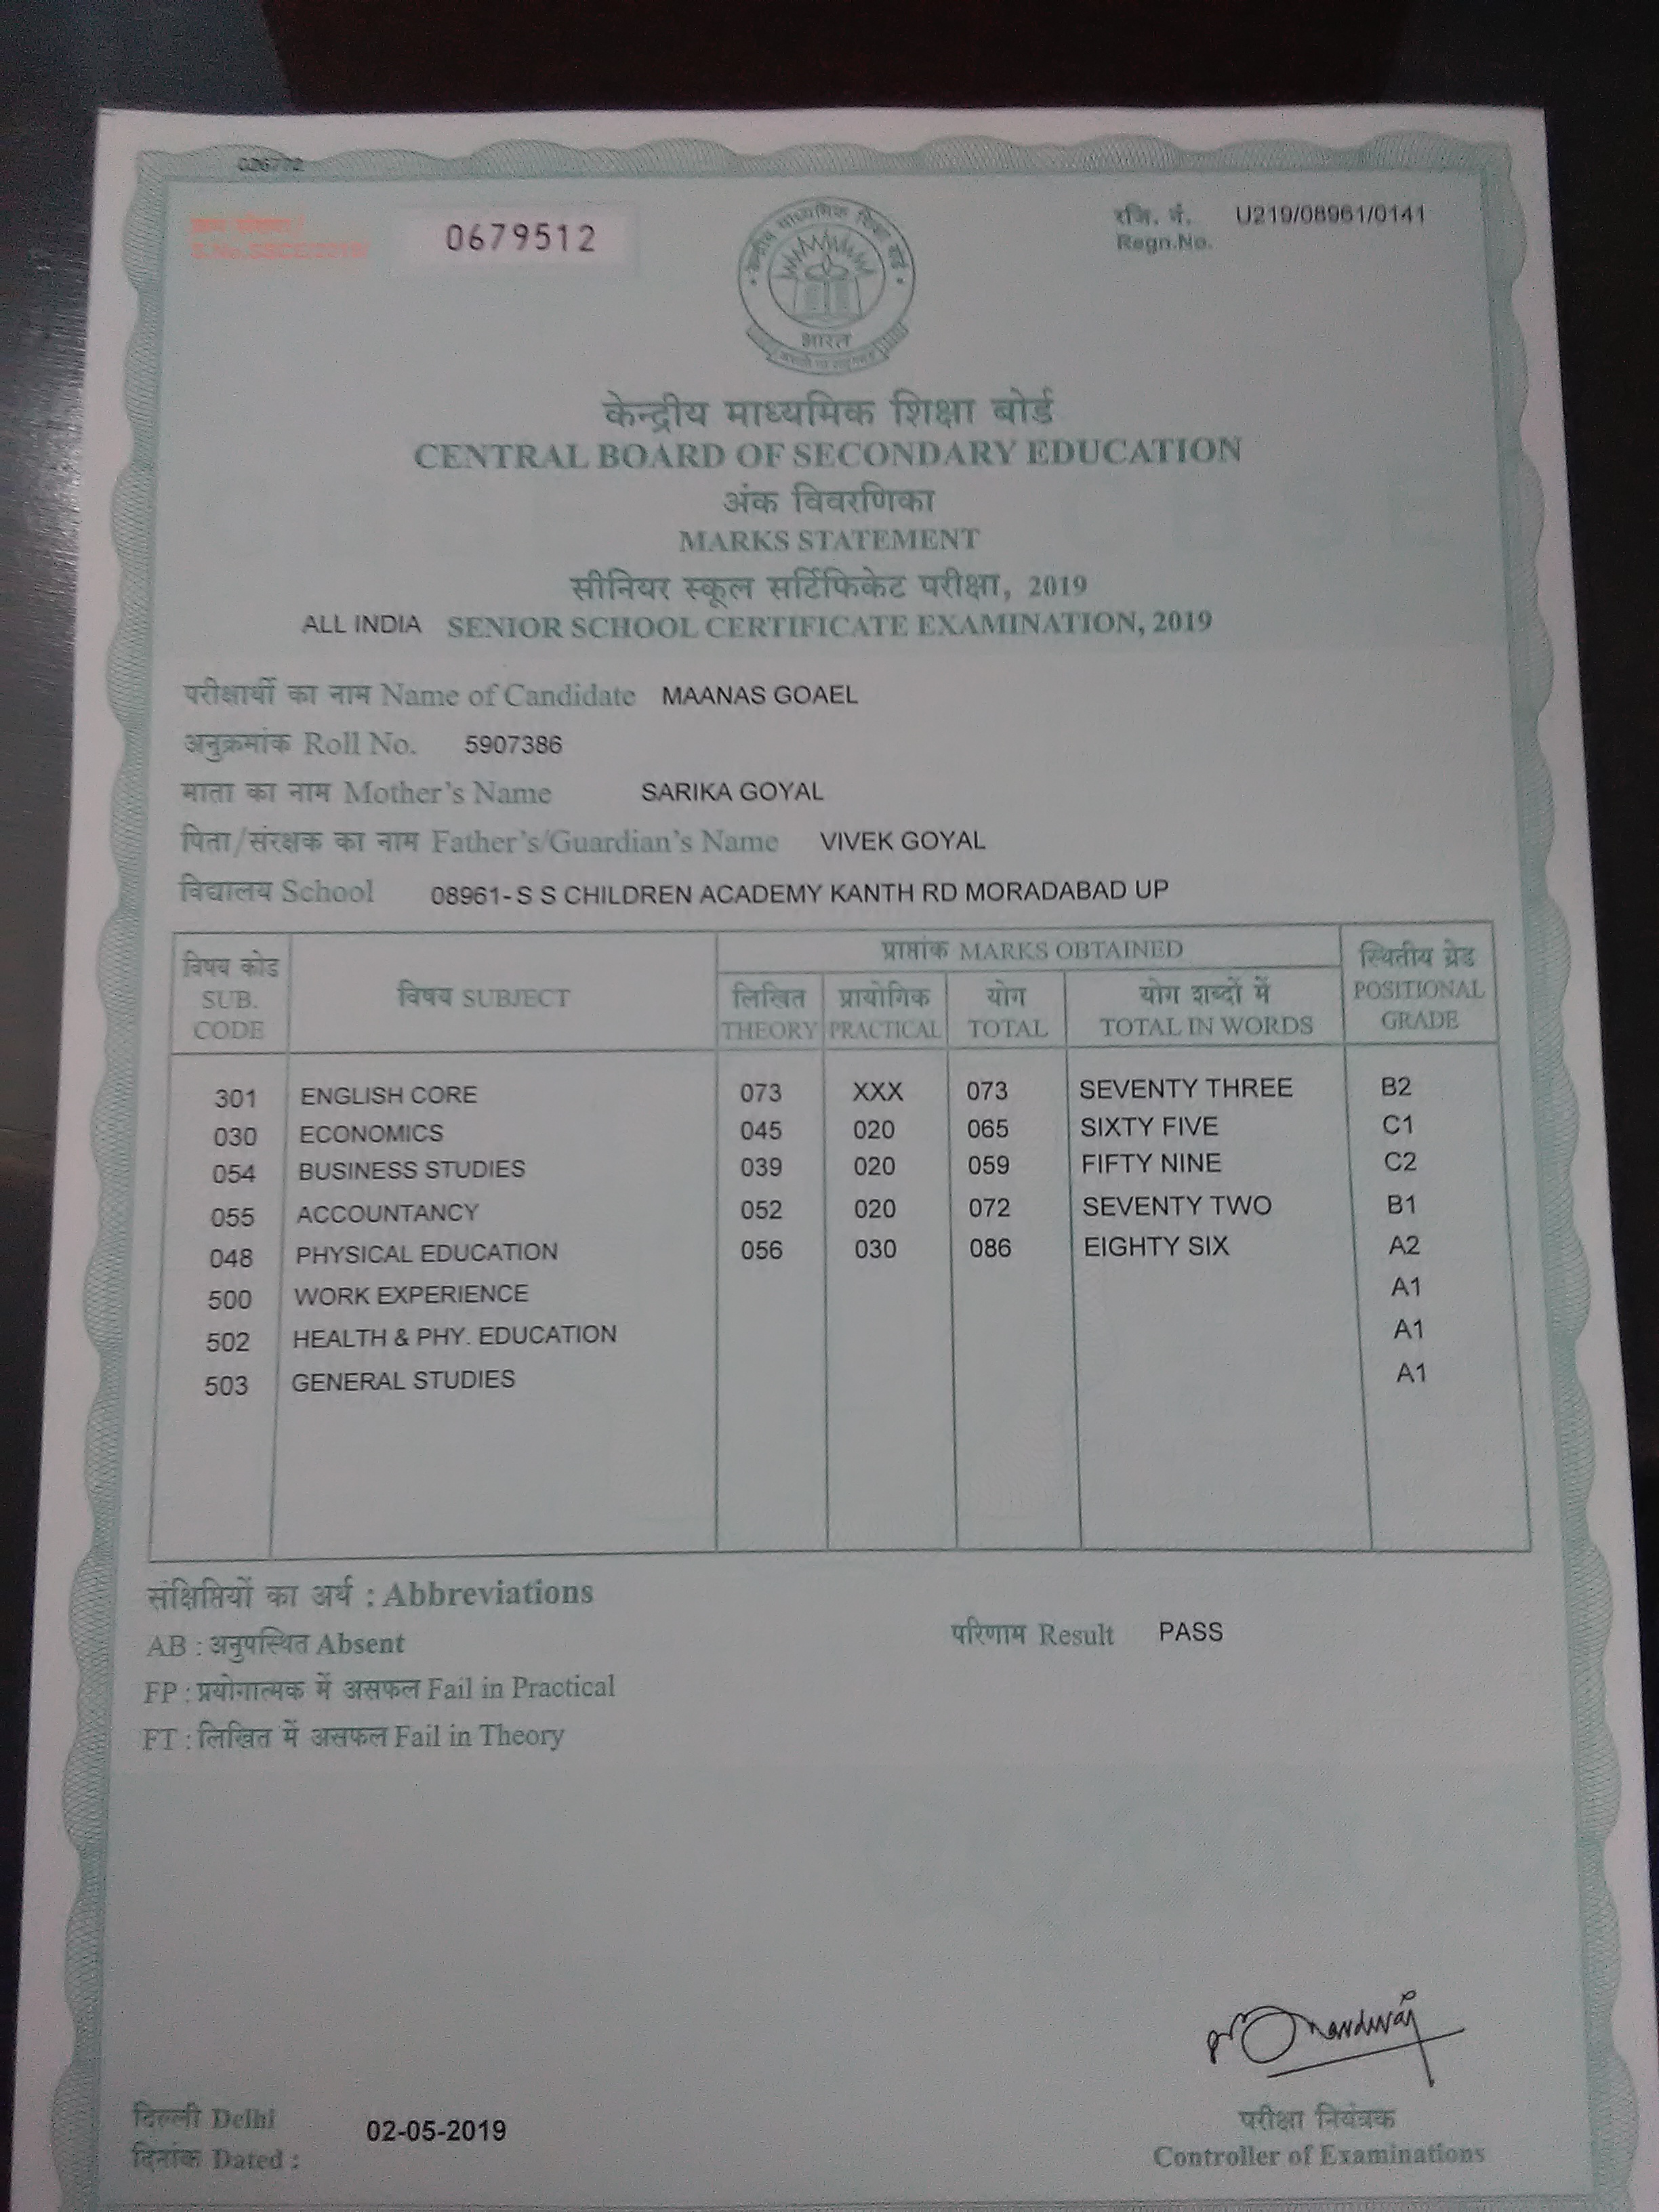 026772
0679512
रजि. नं. U219/08961/0141
Regn.No.
केन्द्रीय माध्यमिक शिक्षा बोर्ड
भारत
केन्द्रीय माध्यमिक शिक्षा बोर्ड
CENTRAL BOARD OF SECONDARY EDUCATION
अंक विवरणिका
MARKS STATEMENT
सीनियर स्कूल सर्टिफिकेट परीक्षा, 2019
ALL INDIA SENIOR SCHOOL CERTIFICATE EXAMINATION, 2019
परीक्षार्थी का नाम Name of Candidate MAANAS GOAEL
अनुक्रमांक Roll No. 5907386
माता का नाम Mother's Name SARIKA GOYAL
पिता/संरक्षक का नाम Father's/Guardian's Name VIVEK GOYAL
विद्यालय School 08961- S S CHILDREN ACADEMY KANTH RD MORADABAD UP
विषय कोड SUB. CODE विषय SUBJECT प्राप्तांक MARKS OBTAINED स्थितीय ग्रेड POSITIONAL GRADE
लिखित THEORY प्रायोगिक PRACTICAL योग TOTAL योग शब्दों में TOTAL IN WORDS
301 ENGLISH CORE 073 XXX 073 SEVENTY THREE B2
030 ECONOMICS 045 020 065 SIXTY FIVE C1
054 BUSINESS STUDIES 039 020 059 FIFTY NINE C2
055 ACCOUNTANCY 052 020 072 SEVENTY TWO B1
048 PHYSICAL EDUCATION 056 030 086 EIGHTY SIX A2
500 WORK EXPERIENCE A1
502 HEALTH & PHY. EDUCATION A1
503 GENERAL STUDIES A1
संक्षिप्तियों का अर्थ : Abbreviations
AB : अनुपस्थित Absent परिणाम Result PASS
FP : प्रयोगात्मक में असफल Fail in Practical
FT : लिखित में असफल Fail in Theory
दिल्ली Delhi
दिनांक Dated : 02-05-2019
परीक्षा नियंत्रक
Controller of Examinations